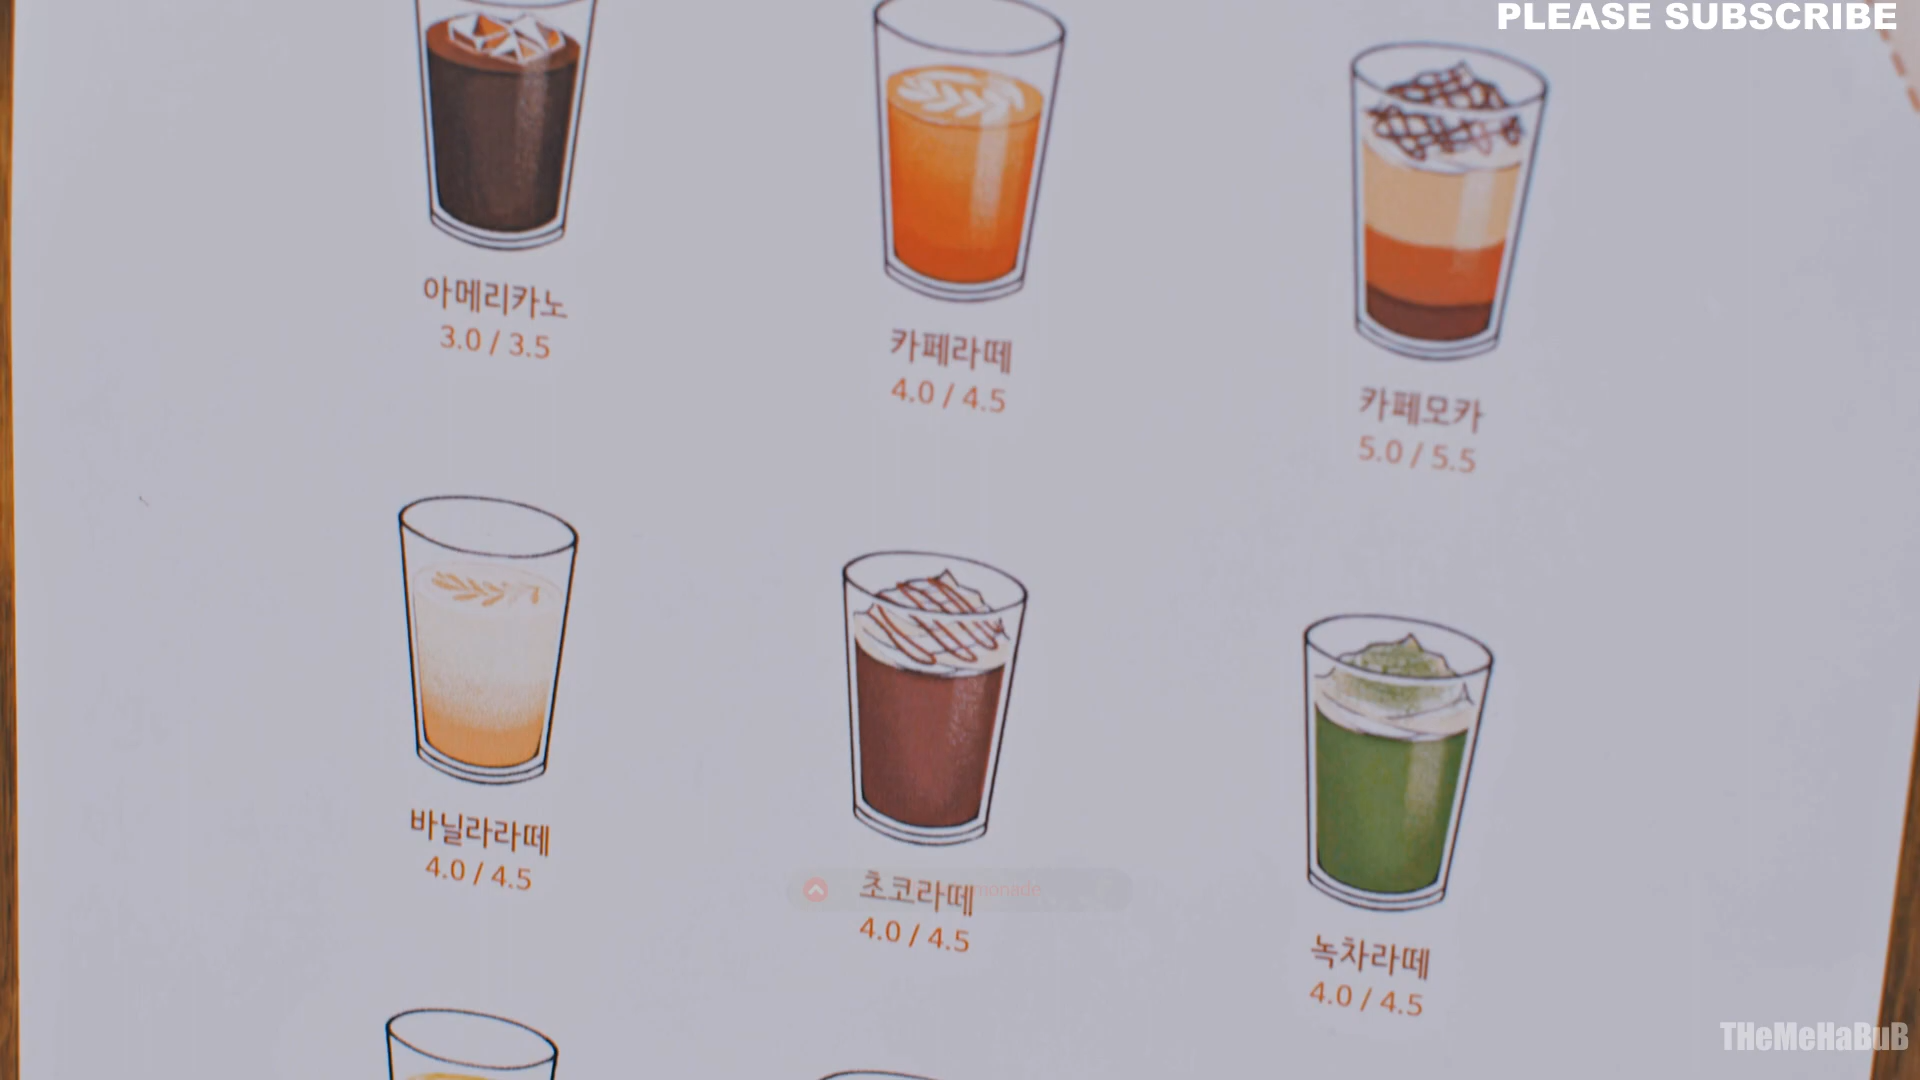 PLEASE SUBSCRIBE
아메리카노
3.0 / 3.5
카페라떼
4.0 / 4.5
카페모카
5.0 / 5.5
바닐라라떼
4.0 / 4.5
초코라떼
4.0 / 4.5
녹차라떼
4.0 / 4.5
THeMeHaBuB